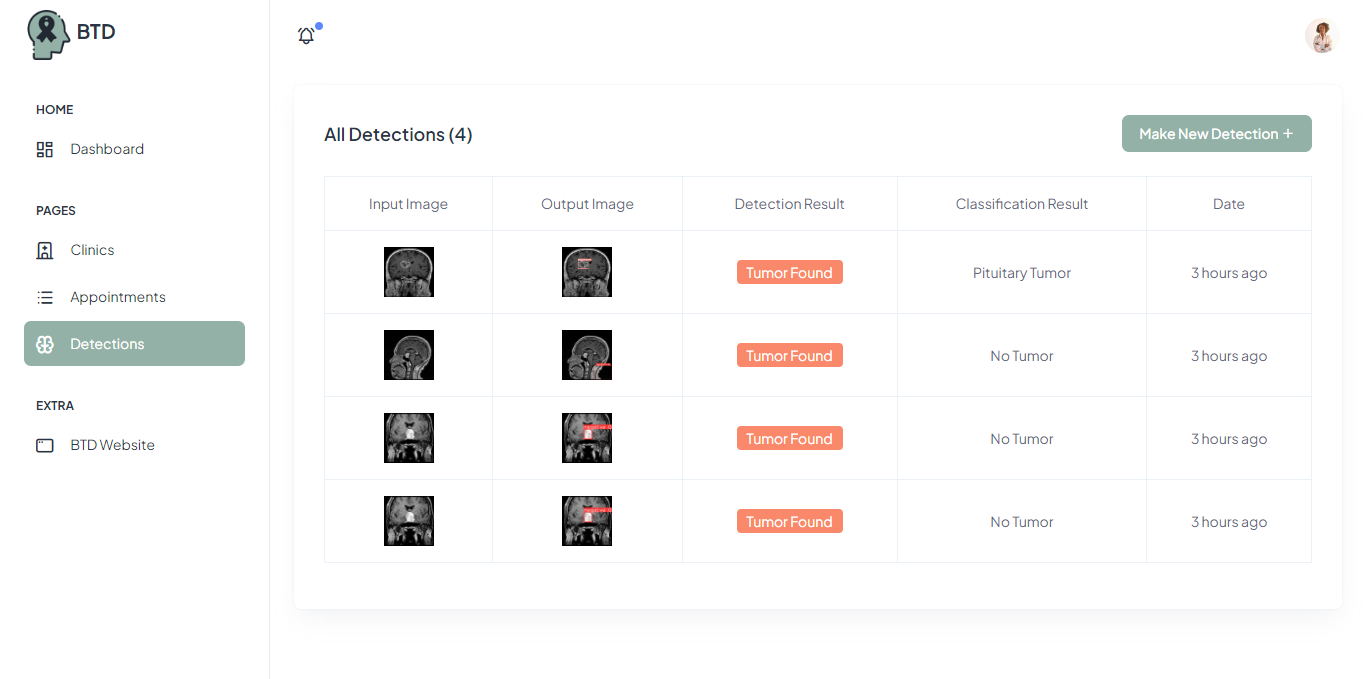 BTD
HOME
Dashboard
PAGES
Clinics
Appointments
Detections
EXTRA
BTD Website
All Detections (4)
Make New Detection +
Input Image Output Image Detection Result Classification Result Date
Tumor Found Pituitary Tumor 3 hours ago
Tumor Found No Tumor 3 hours ago
Tumor Found No Tumor 3 hours ago
Tumor Found No Tumor 3 hours ago